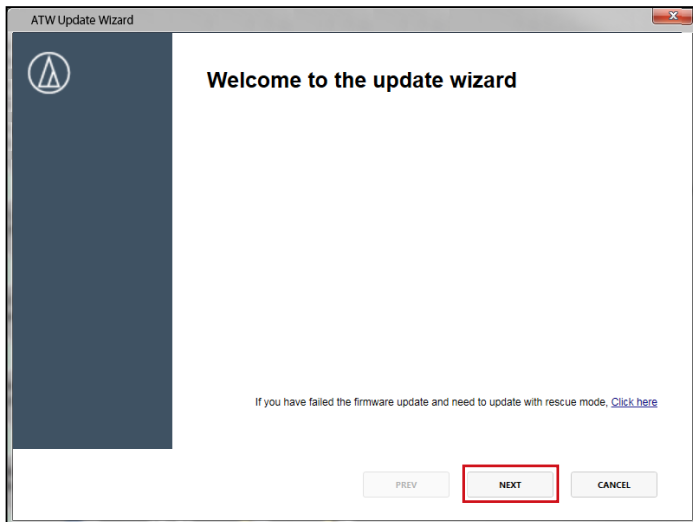 ATW Update Wizard
Welcome to the update wizard
If you have failed the firmware update and need to update with rescue mode, Click here
PREV NEXT CANCEL